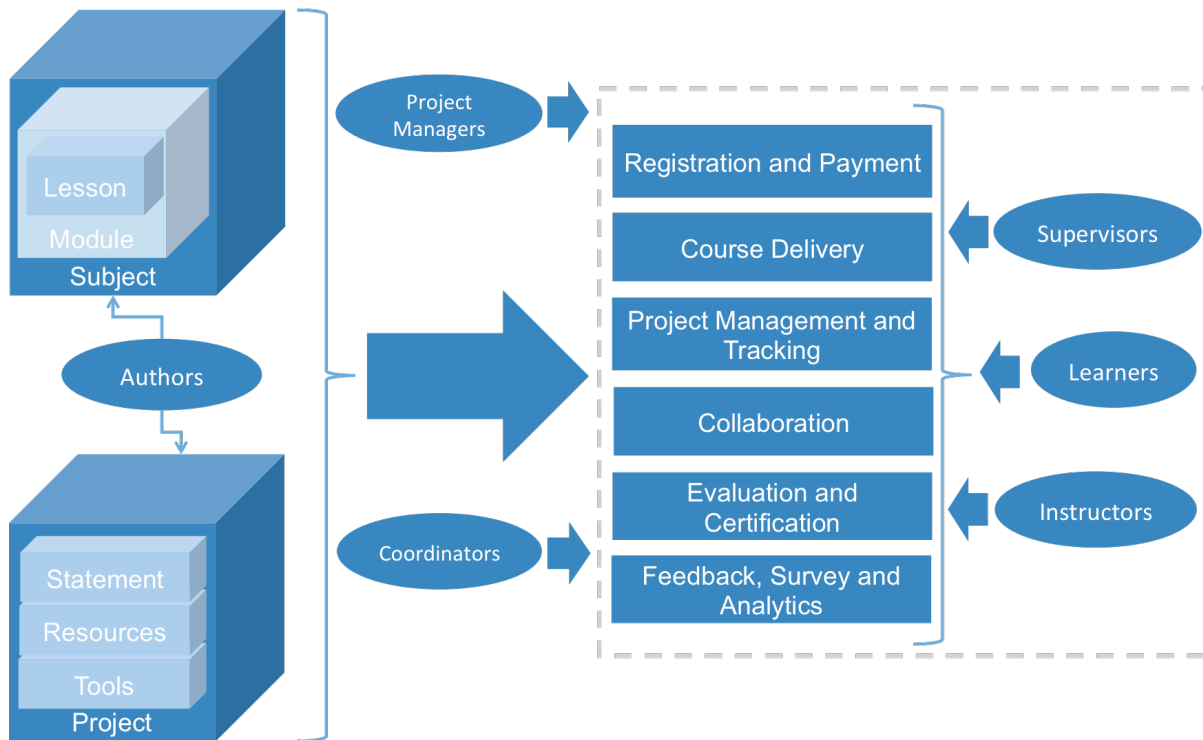 Lesson
Module
Subject
Authors
Statement
Resources
Tools
Project
Project
Managers
Coordinators
Registration and Payment
Course Delivery
Project Management and
Tracking
Collaboration
Evaluation and
Certification
Feedback, Survey and
Analytics
Supervisors
Learners
Instructors